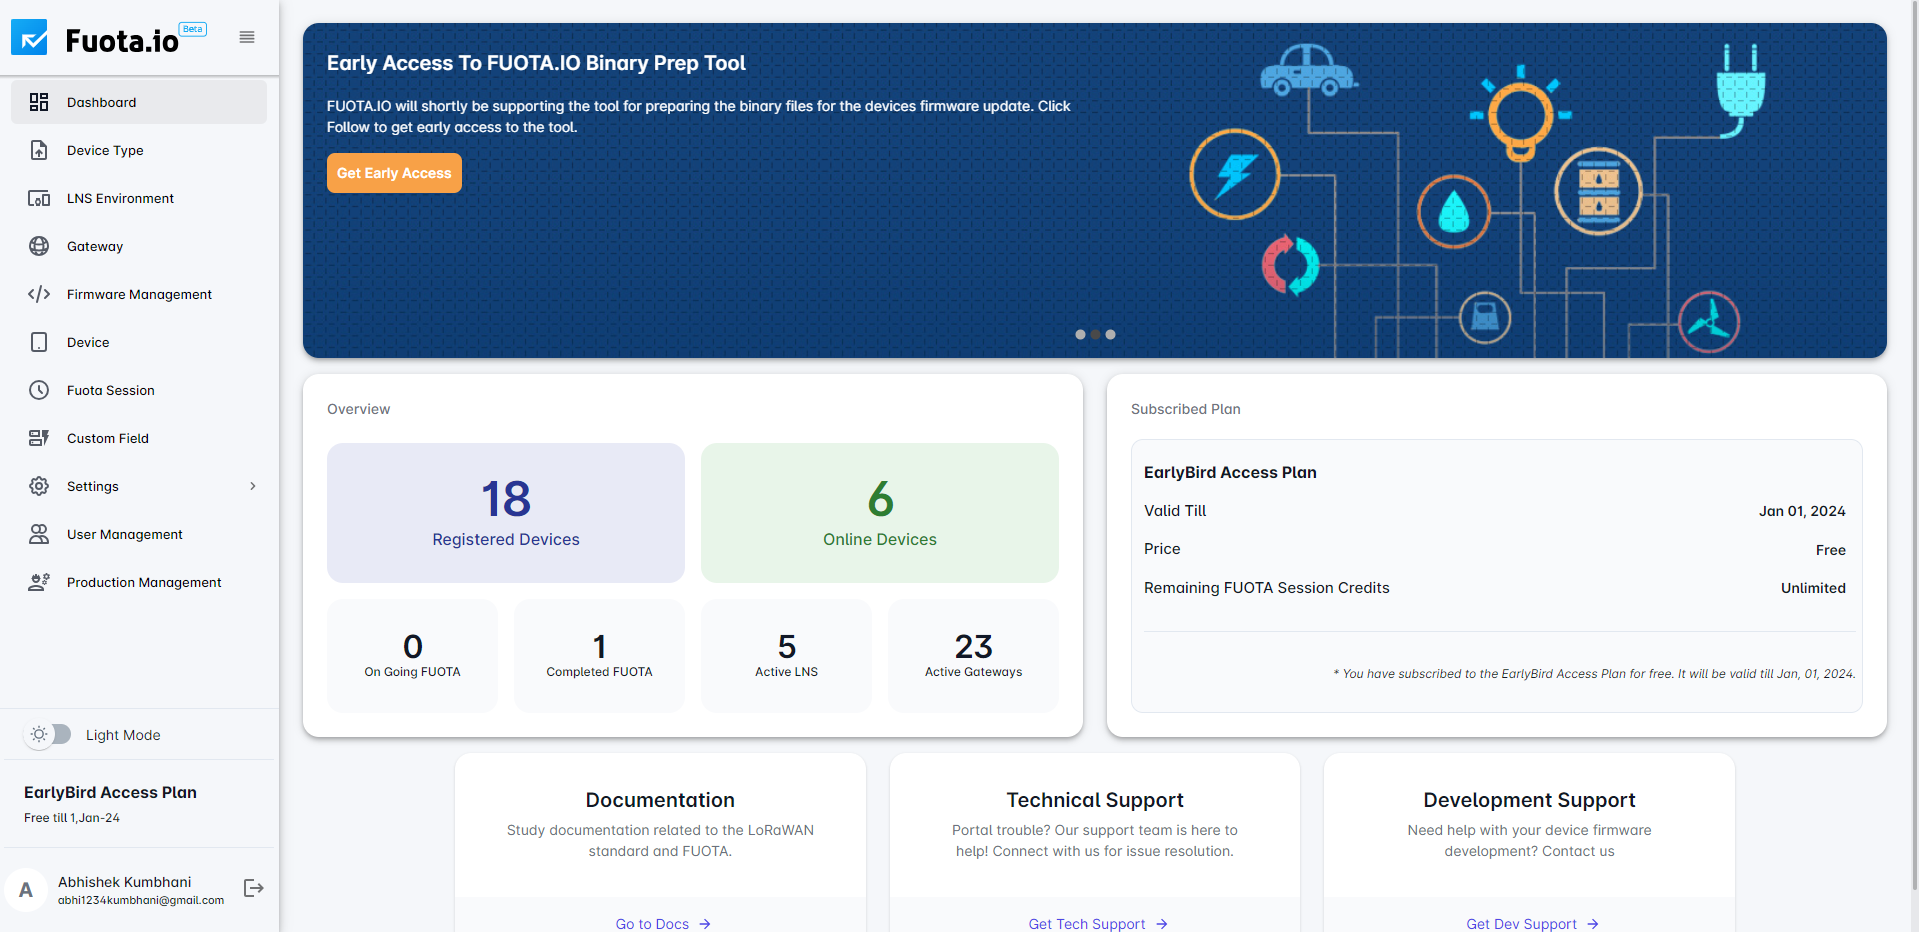 Fuota.io
Beta
Dashboard
Device Type
LNS Environment
Gateway
Firmware Management
Device
Fuota Session
Custom Field
Settings
User Management
Production Management
Light Mode
EarlyBird Access Plan
Free till 1,Jan-24
A
Abhishek Kumbhani
abhi1234kumbhani@gmail.com
Early Access To FUOTA.IO Binary Prep Tool
FUOTA.IO will shortly be supporting the tool for preparing the binary files for the devices firmware update. Click
Follow to get early access to the tool.
Get Early Access
Overview
18
Registered Devices
6
Online Devices
0
On Going FUOTA
1
Completed FUOTA
5
Active LNS
23
Active Gateways
Subscribed Plan
EarlyBird Access Plan
Valid Till Jan 01, 2024
Price Free
Remaining FUOTA Session Credits Unlimited
* You have subscribed to the EarlyBird Access Plan for free. It will be valid till Jan, 01, 2024.
Documentation
Study documentation related to the LoRaWAN
standard and FUOTA.
Go to Docs →
Technical Support
Portal trouble? Our support team is here to
help! Connect with us for issue resolution.
Get Tech Support →
Development Support
Need help with your device firmware
development? Contact us
Get Dev Support →